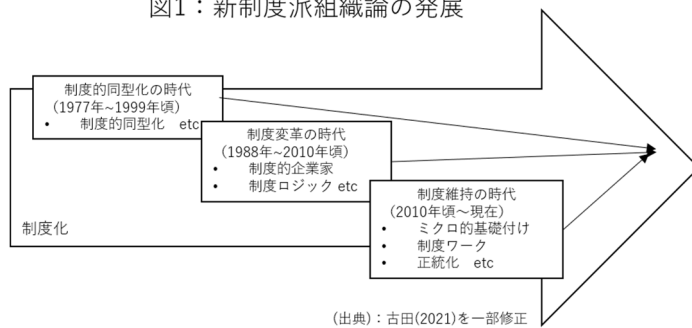 図1：新制度派組織論の発展
制度的同型化の時代
（1977年~1999年頃）
• 制度的同型化 etc
制度変革の時代
（1988年~2010年頃）
• 制度的企業家
• 制度ロジック etc
制度維持の時代
（2010年頃～現在）
• ミクロ的基礎付け
• 制度ワーク
• 正統化 etc
制度化
（出典）：古田(2021)を一部修正